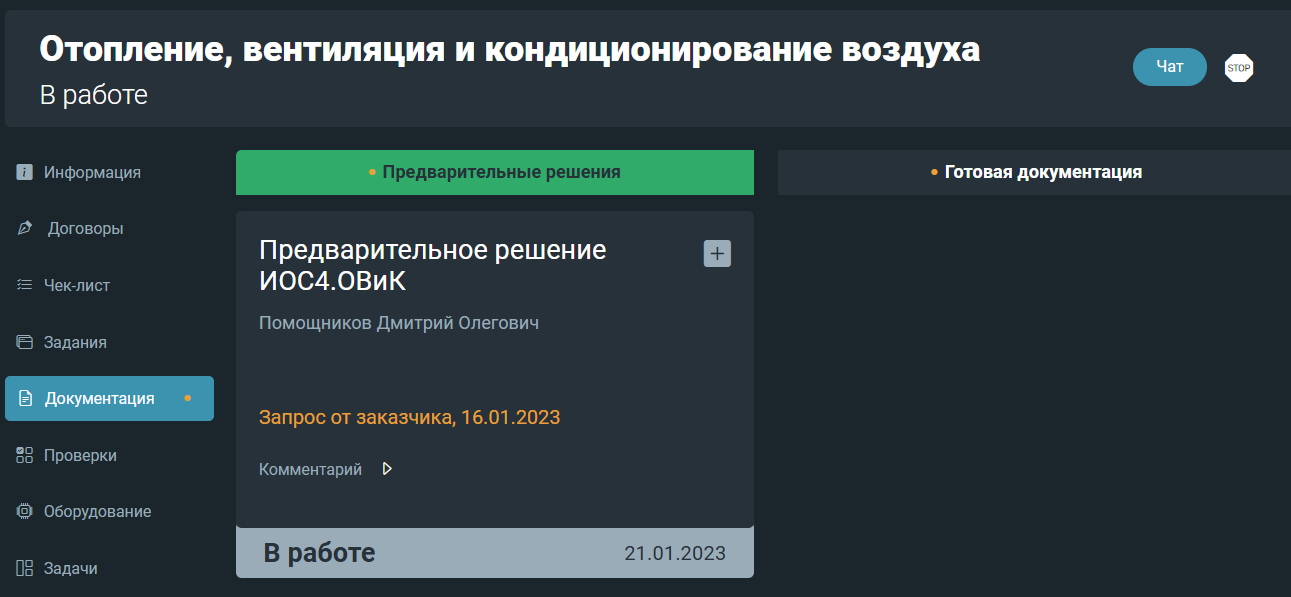 Отопление, вентиляция и кондиционирование воздуха
В работе
Чат
STOP
Информация
Договоры
Чек-лист
Задания
Документация
Проверки
Оборудование
Задачи
Предварительные решения
Готовая документация
Предварительное решение
ИОС4.ОВиК
Помощников Дмитрий Олегович
Запрос от заказчика, 16.01.2023
Комментарий
В работе
21.01.2023